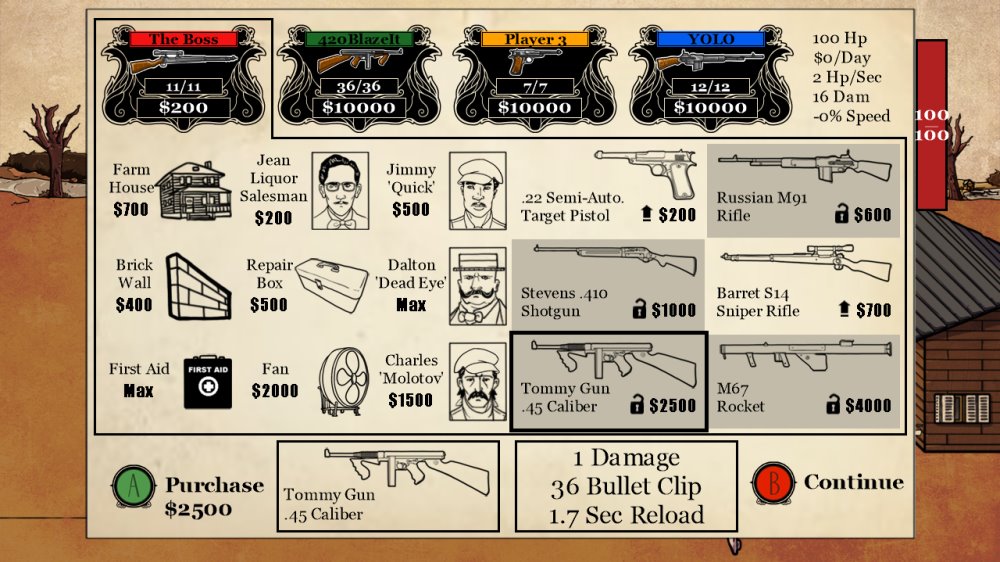 The Boss
11/11
$200
420BlazeIt
36/36
$10000
Player 3
7/7
$10000
YOLO
12/12
$10000
100 Hp
$0/Day
2 Hp/Sec
16 Dam
-0% Speed
100
100
Farm
House
$700
Jean
Liquor
Salesman
$200
Jimmy
'Quick'
$500
.22 Semi-Auto.
Target Pistol
$200
Russian M91
Rifle
$600
Brick
Wall
$400
Repair
Box
$500
Dalton
'Dead Eye'
Max
Stevens .410
Shotgun
$1000
Barret S14
Sniper Rifle
$700
First Aid
Max
FIRST AID
Fan
$2000
Charles
'Molotov'
$1500
Tommy Gun
.45 Caliber
$2500
M67
Rocket
$4000
A
Purchase
$2500
Tommy Gun
.45 Caliber
1 Damage
36 Bullet Clip
1.7 Sec Reload
B
Continue